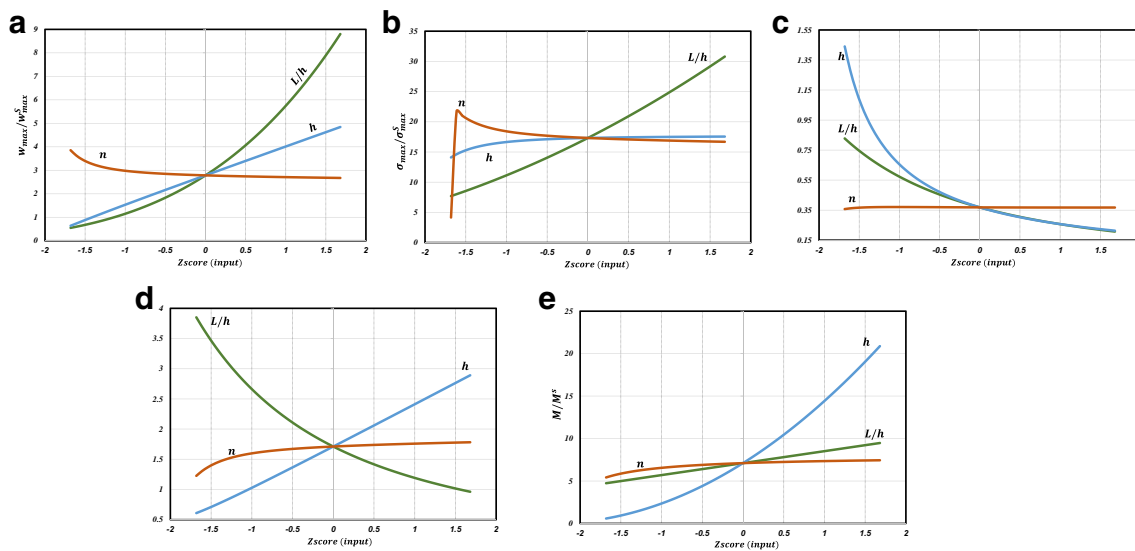 a
w_max/w^S_max
9
8
7
6
5
4
3
2
1
0
L/h
h
n
-2 -1.5 -1 -0.5 0 0.5 1 1.5 2
Zscore (input)
b
σ_max/σ^S_max
35
30
25
20
15
10
5
0
L/h
n
h
-2 -1.5 -1 -0.5 0 0.5 1 1.5 2
Zscore (input)
c
1.55
1.35
1.15
0.95
0.75
0.55
0.35
0.15
h
L/h
n
-2 -1.5 -1 -0.5 0 0.5 1 1.5
Zscore (input)
d
4
3.5
3
2.5
2
1.5
1
0.5
L/h
h
n
-2 -1.5 -1 -0.5 0 0.5 1 1.5 2
Zscore (input)
e
M/M^S
25
20
15
10
5
0
h
L/h
n
-2 -1.5 -1 -0.5 0 0.5 1 1.5 2
Zscore (input)